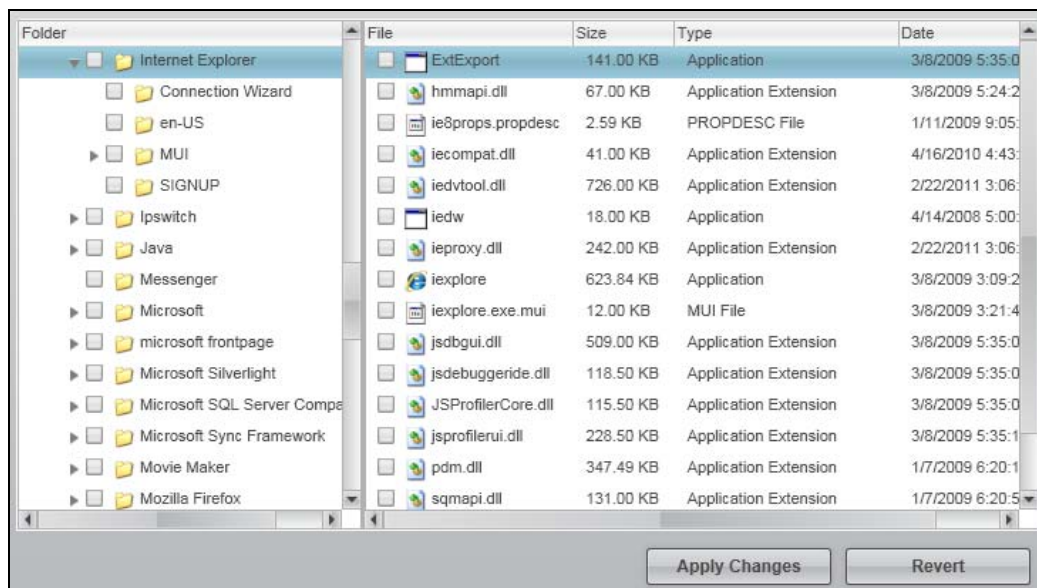 Folder
Internet Explorer
Connection Wizard
en-US
MUI
SIGNUP
Ipswitch
Java
Messenger
Microsoft
microsoft frontpage
Microsoft Silverlight
Microsoft SQL Server Compa
Microsoft Sync Framework
Movie Maker
Mozilla Firefox
File Size Type Date
ExtExport 141.00 KB Application 3/8/2009 5:35:0
hmmapi.dll 67.00 KB Application Extension 3/8/2009 5:24:2
ie8props.propdesc 2.59 KB PROPDESC File 1/11/2009 9:05:
iecompat.dll 41.00 KB Application Extension 4/16/2010 4:43:
iedvtool.dll 726.00 KB Application Extension 2/22/2011 3:06:
iedw 18.00 KB Application 4/14/2008 5:00:
ieproxy.dll 242.00 KB Application Extension 2/22/2011 3:06:
iexplore 623.84 KB Application 3/8/2009 3:09:2
iexplore.exe.mui 12.00 KB MUI File 3/8/2009 3:21:4
jsdbgui.dll 509.00 KB Application Extension 3/8/2009 5:35:0
jsdebuggeride.dll 118.50 KB Application Extension 3/8/2009 5:35:0
JSProfilerCore.dll 115.50 KB Application Extension 3/8/2009 5:35:0
jsprofilerui.dll 228.50 KB Application Extension 3/8/2009 5:35:1
pdm.dll 347.49 KB Application Extension 1/7/2009 6:20:1
sqmapi.dll 131.00 KB Application Extension 1/7/2009 6:20:5
Apply Changes Revert